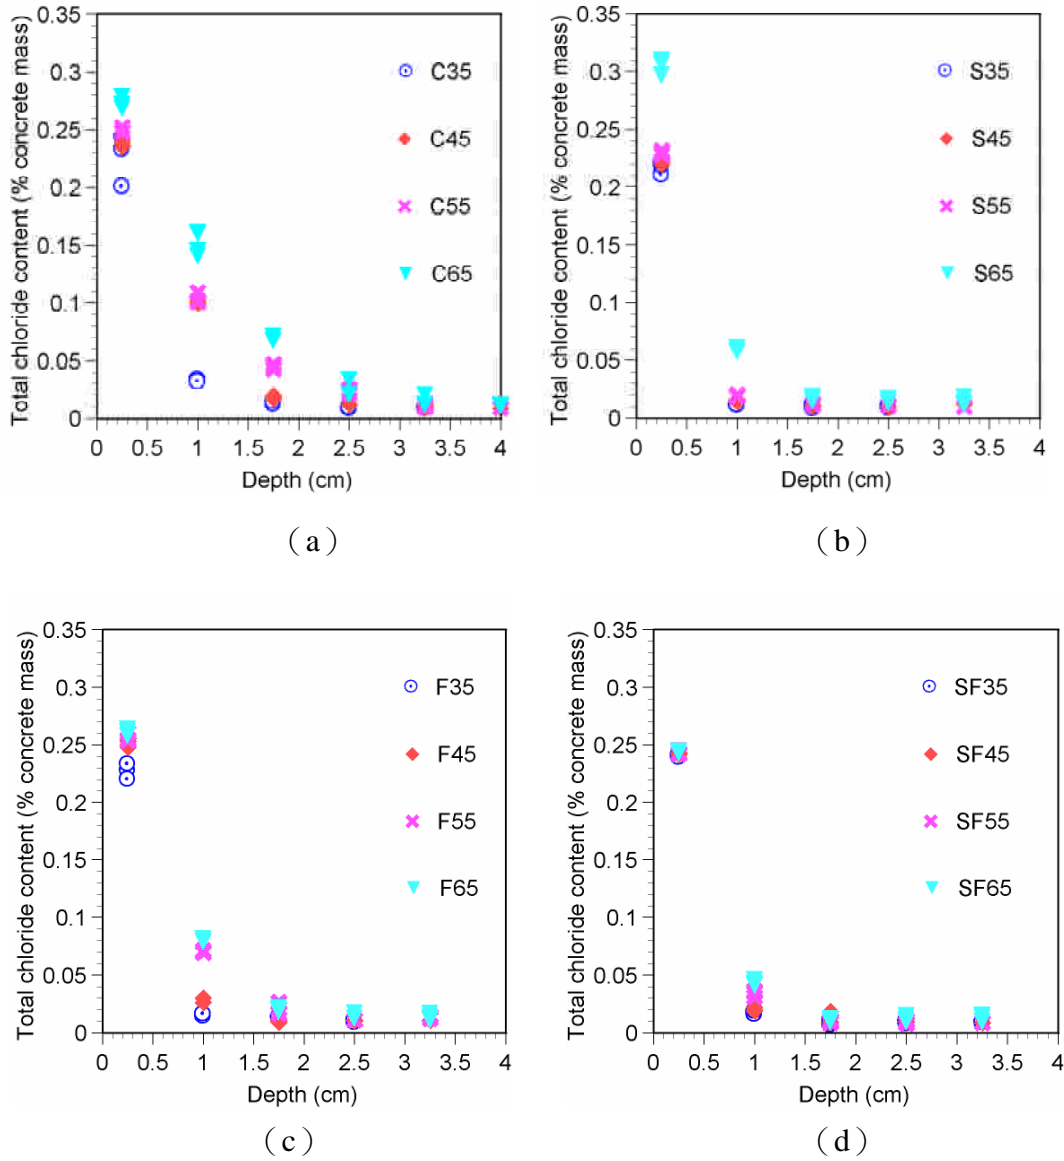 Total chloride content (% concrete mass)
0.35
0.3
0.25
0.2
0.15
0.1
0.05
0
0 0.5 1 1.5 2 2.5 3 3.5 4
Depth (cm)
C35
C45
C55
C65
(a)
Total chloride content (% concrete mass)
0.35
0.3
0.25
0.2
0.15
0.1
0.05
0
0 0.5 1 1.5 2 2.5 3 3.5 4
Depth (cm)
S35
S45
S55
S65
(b)
Total chloride content (% concrete mass)
0.35
0.3
0.25
0.2
0.15
0.1
0.05
0
0 0.5 1 1.5 2 2.5 3 3.5 4
Depth (cm)
F35
F45
F55
F65
(c)
Total chloride content (% concrete mass)
0.35
0.3
0.25
0.2
0.15
0.1
0.05
0
0 0.5 1 1.5 2 2.5 3 3.5 4
Depth (cm)
SF35
SF45
SF55
SF65
(d)